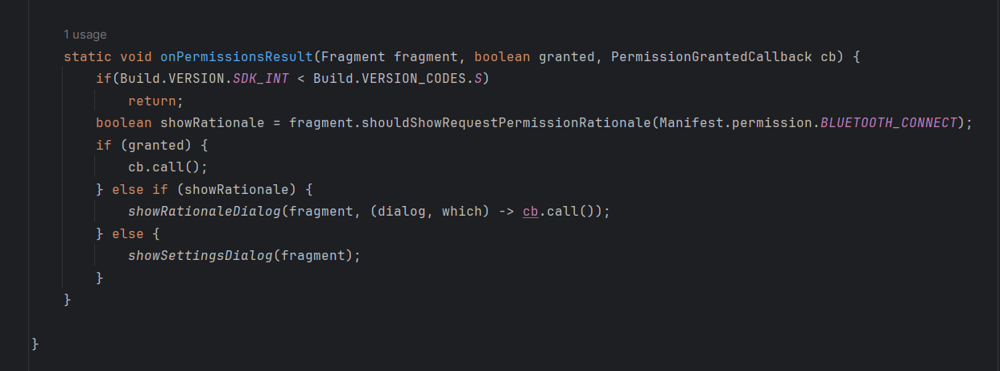 1 usage
static void onPermissionsResult(Fragment fragment, boolean granted, PermissionGrantedCallback cb) {
if(Build.VERSION.SDK_INT < Build.VERSION_CODES.S)
return;
boolean showRationale = fragment.shouldShowRequestPermissionRationale(Manifest.permission.BLUETOOTH_CONNECT);
if (granted) {
cb.call();
} else if (showRationale) {
showRationaleDialog(fragment, (dialog, which) -> cb.call());
} else {
showSettingsDialog(fragment);
}
}
}